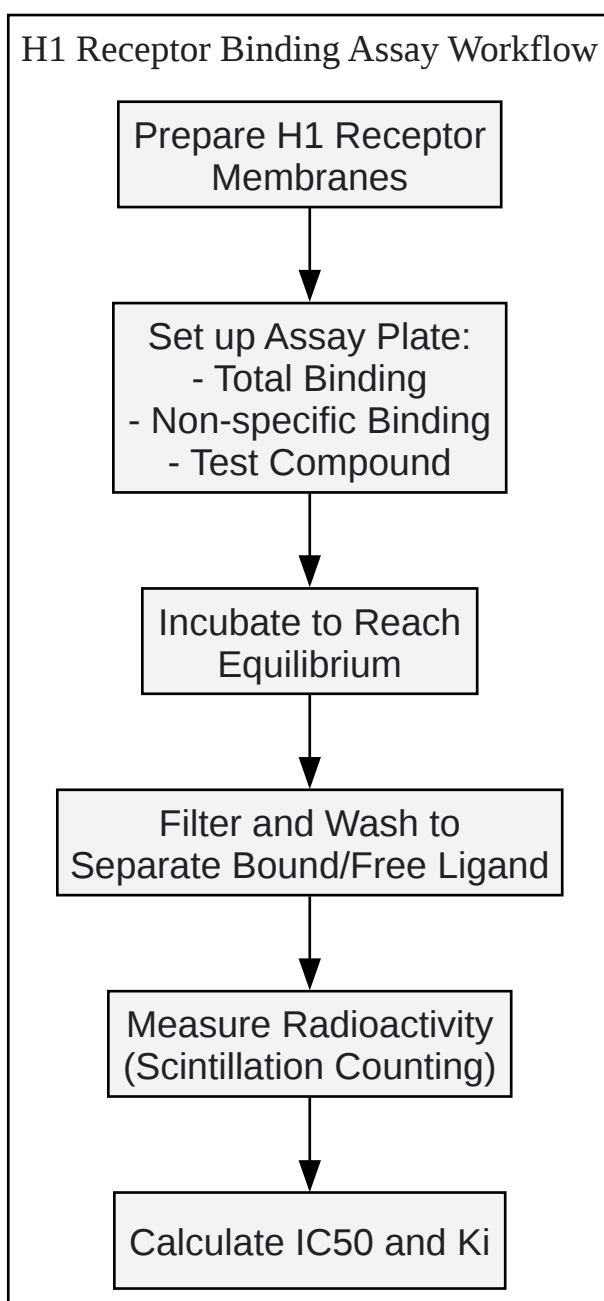 H1 Receptor Binding Assay Workflow
Prepare H1 Receptor
Membranes
Set up Assay Plate:
- Total Binding
- Non-specific Binding
- Test Compound
Incubate to Reach
Equilibrium
Filter and Wash to
Separate Bound/Free Ligand
Measure Radioactivity
(Scintillation Counting)
Calculate IC50 and Ki